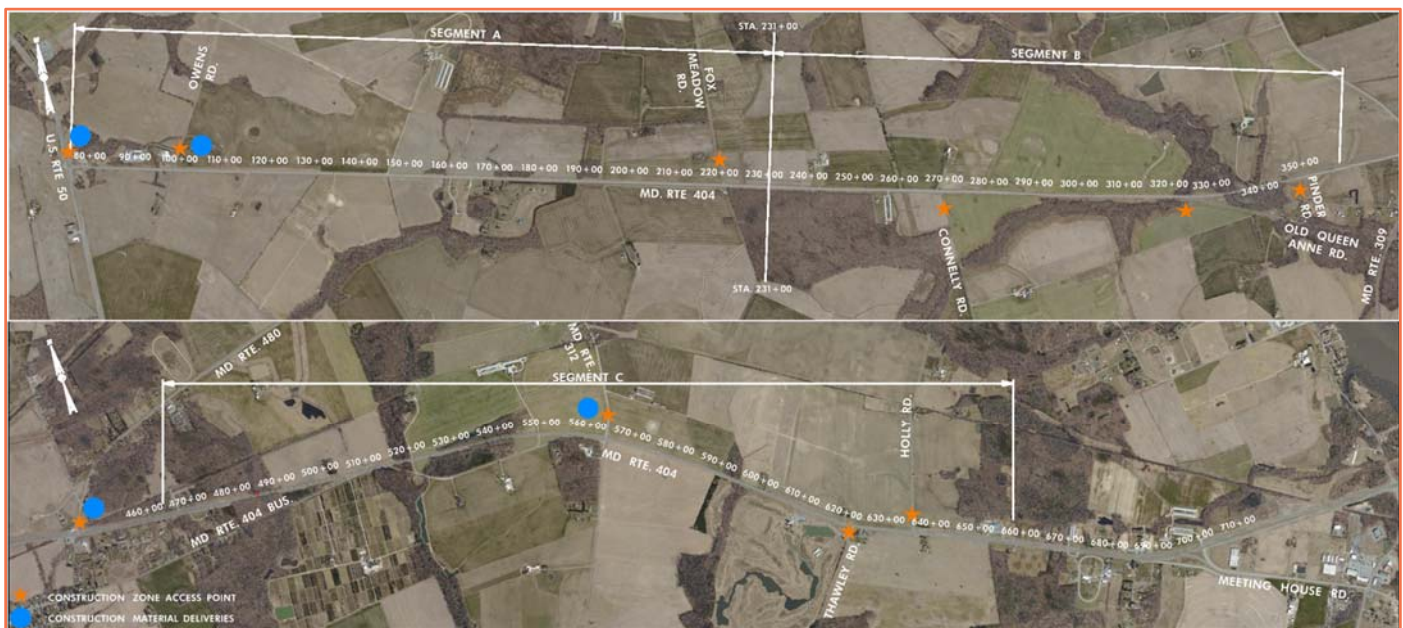 STA. 231+00
SEGMENT A
SEGMENT B
OWENS
RD.
FOX
MEADOW
RD.
U.S RTE 50
80+00 90+00 100+00 110+00 120+00 130+00 140+00 150+00 160+00 170+00 180+00 190+00 200+00 210+00 220+00 230+00 240+00 250+00 260+00 270+00 280+00 290+00 300+00 310+00 320+00 330+00 340+00 350+00
MD. RTE 404
PINDER
RD.
OLD QUEEN
ANNE RD.
CONNELLY RD.
MD RTE. 309
STA. 231+00
MD RTE. 480
MD RTE.
312
SEGMENT C
HOLLY RD.
460+00 470+00 480+00 490+00 500+00 510+00 520+00 530+00 540+00 550+00 560+00 570+00 580+00 590+00 600+00 610+00 620+00 630+00 640+00 650+00 660+00 670+00 680+00 690+00 700+00 710+00
MD RTE. 404
MD RTE. 404 BUS.
THAWLEY RD.
MEETING HOUSE RD.
CONSTRUCTION ZONE ACCESS POINT
CONSTRUCTION MATERIAL DELIVERIES